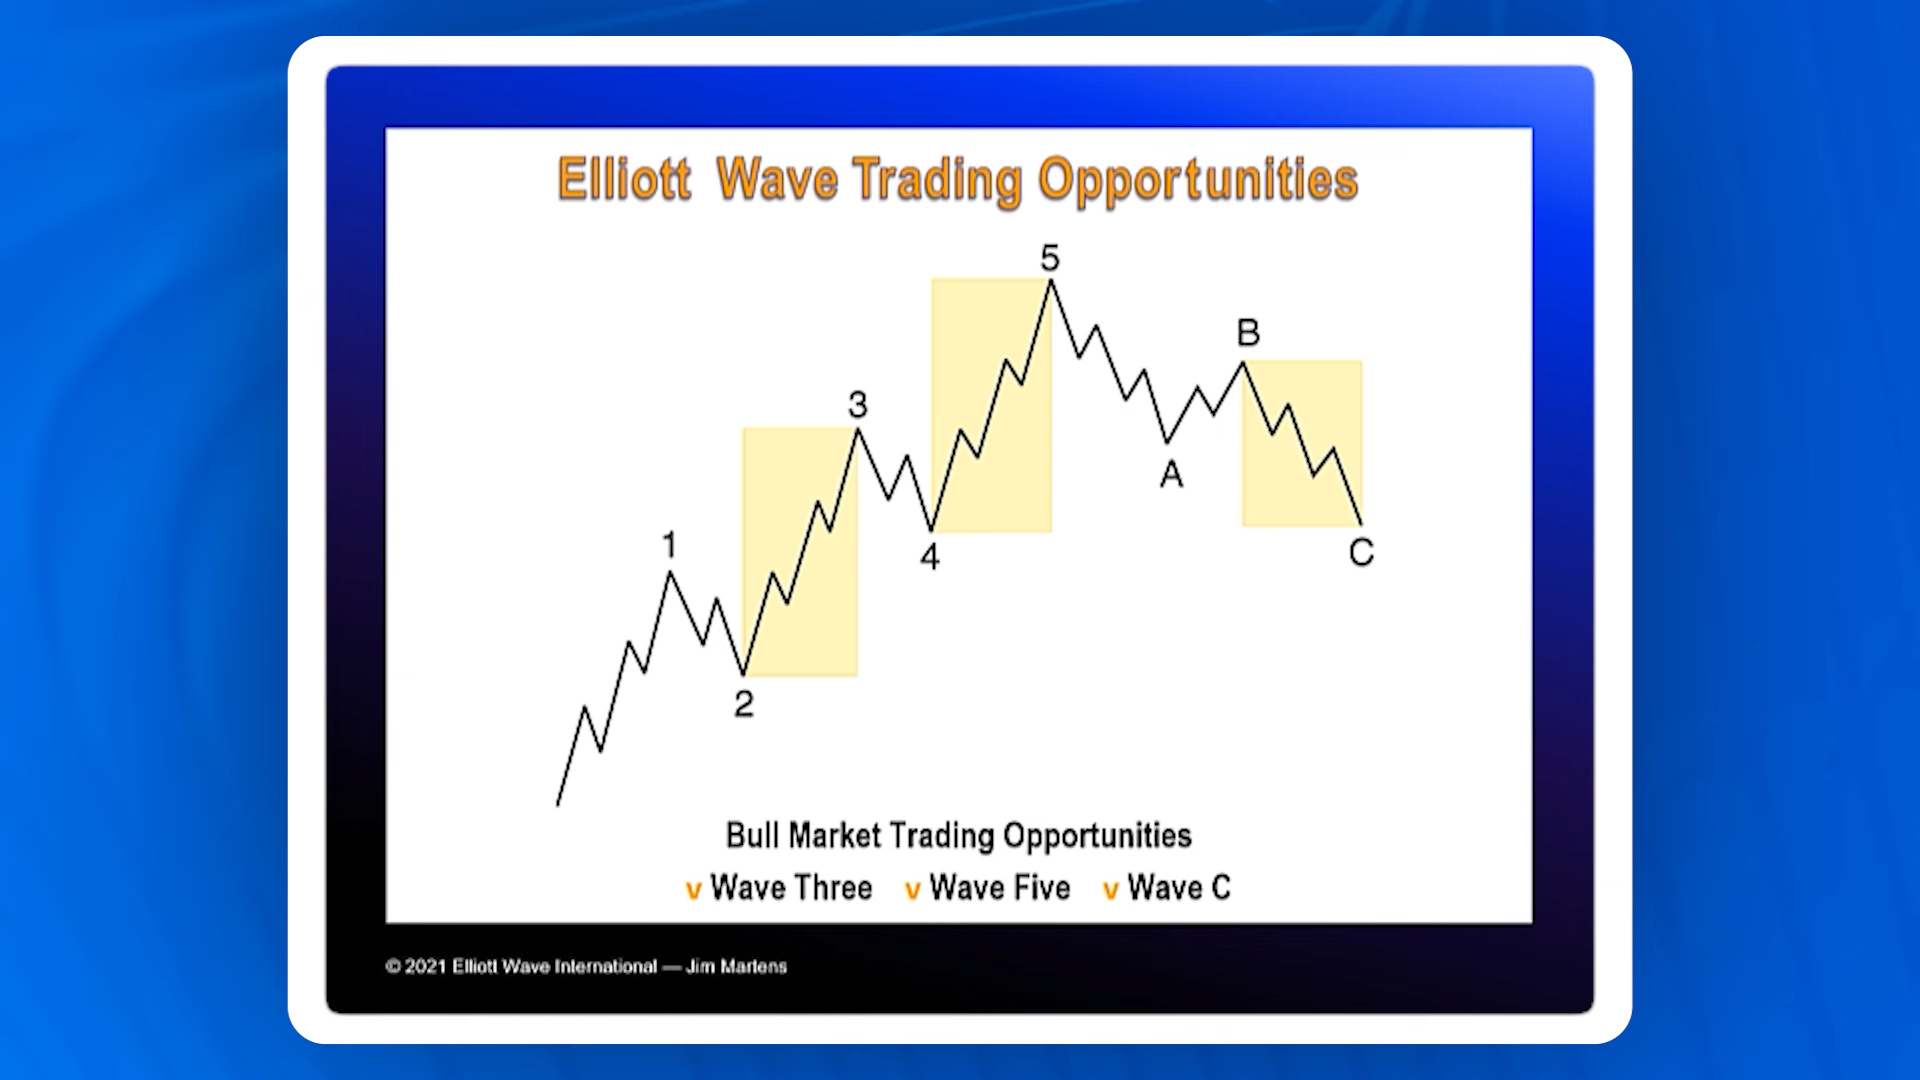 Elliott Wave Trading Opportunities
5
B
3
A
1
4
C
2
Bull Market Trading Opportunities
v Wave Three v Wave Five v Wave C
© 2021 Elliott Wave International — Jim Martens